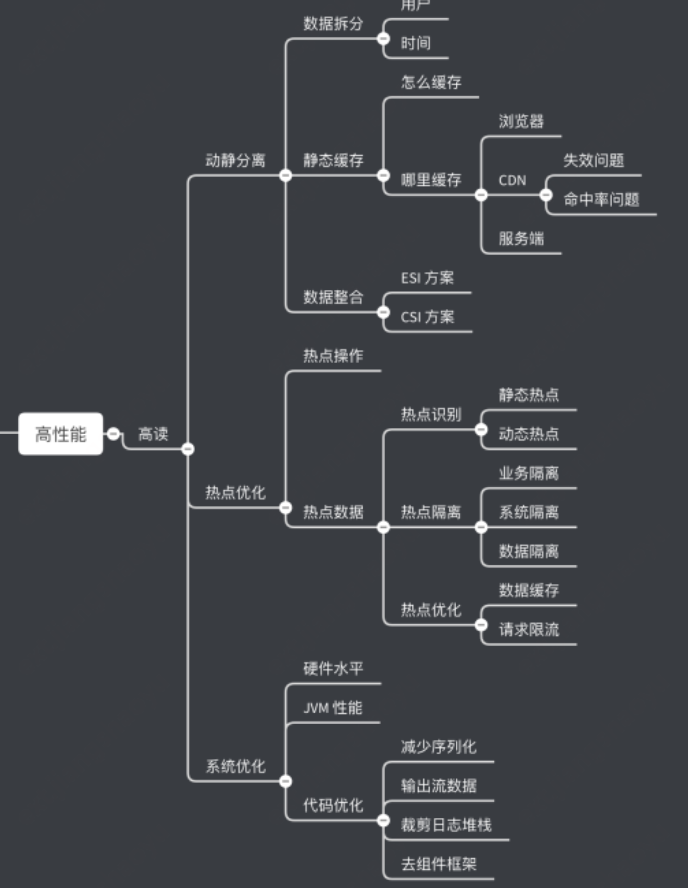 用户
数据拆分
时间
怎么缓存
浏览器
动静分离
静态缓存
失效问题
哪里缓存
CDN
命中率问题
服务端
ESI 方案
数据整合
CSI 方案
热点操作
静态热点
热点识别
高性能
高读
动态热点
业务隔离
热点优化
热点数据
热点隔离
系统隔离
数据隔离
数据缓存
热点优化
请求限流
硬件水平
JVM 性能
减少序列化
系统优化
输出流数据
代码优化
裁剪日志堆栈
去组件框架